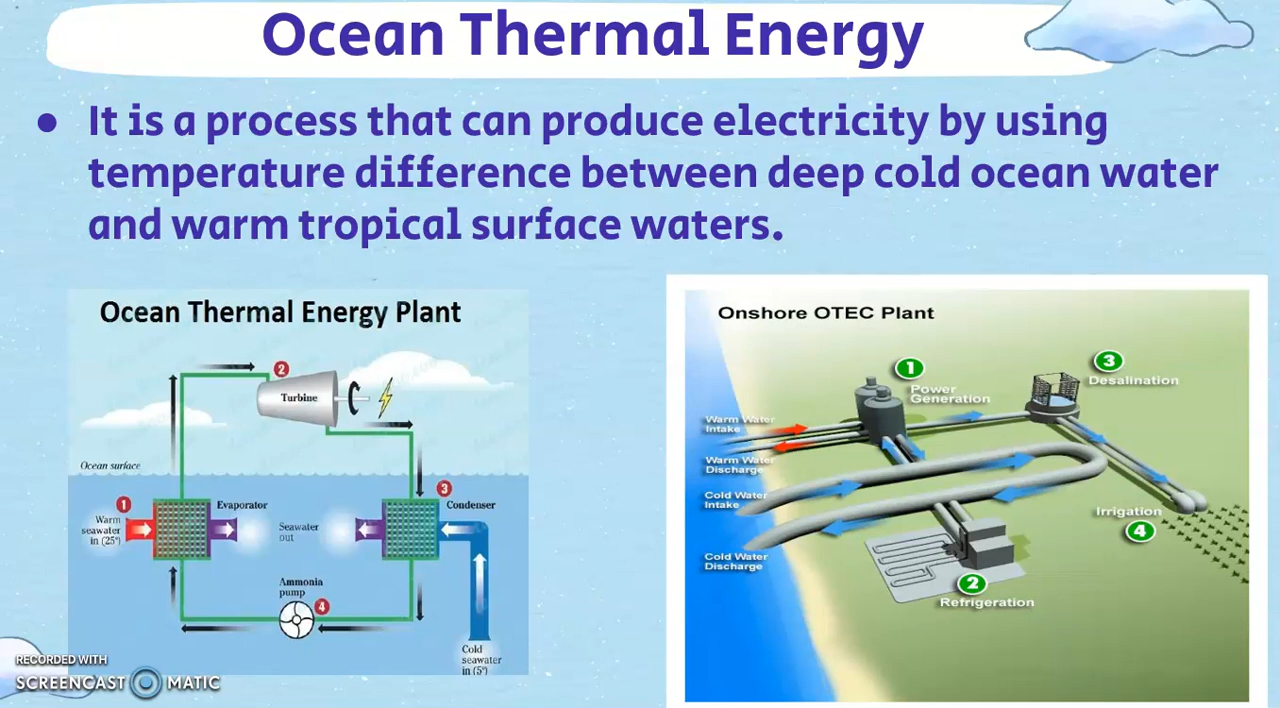 Ocean Thermal Energy
● It is a process that can produce electricity by using
temperature difference between deep cold ocean water
and warm tropical surface waters.
Ocean Thermal Energy Plant
2
Turbine
Ocean surface
1
Evaporator
Warm
seawater
in (25°)
Seawater
out
3
Condenser
Ammonia
pump
4
Cold
seawater
in (5°)
Onshore OTEC Plant
1
Power
Generation
3
Desalination
Warm Water
Intake
Warm Water
Discharge
Cold Water
Intake
Cold Water
Discharge
Irrigation
4
2
Refrigeration
RECORDED WITH
SCREENCAST MATIC